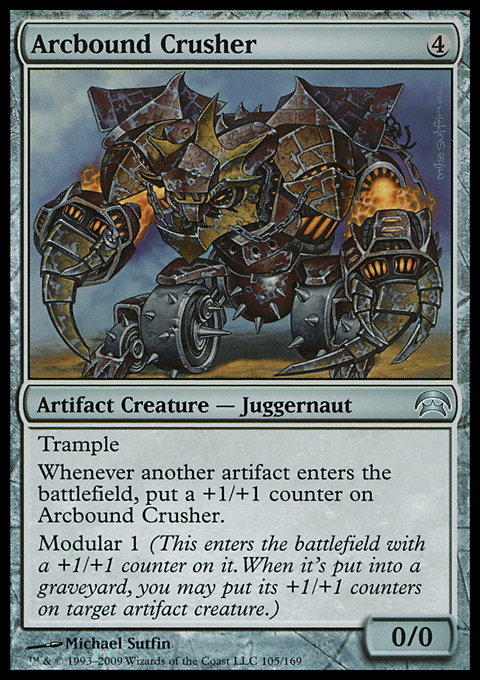 Arcbound Crusher 4
mike sutfin
Artifact Creature — Juggernaut
Trample
Whenever another artifact enters the
battlefield, put a +1/+1 counter on
Arcbound Crusher.
Modular 1 (This enters the battlefield with
a +1/+1 counter on it. When it's put into a
graveyard, you may put its +1/+1 counters
on target artifact creature.)
Michael Sutfin
0/0
™ & © 1993–2009 Wizards of the Coast LLC 105/169